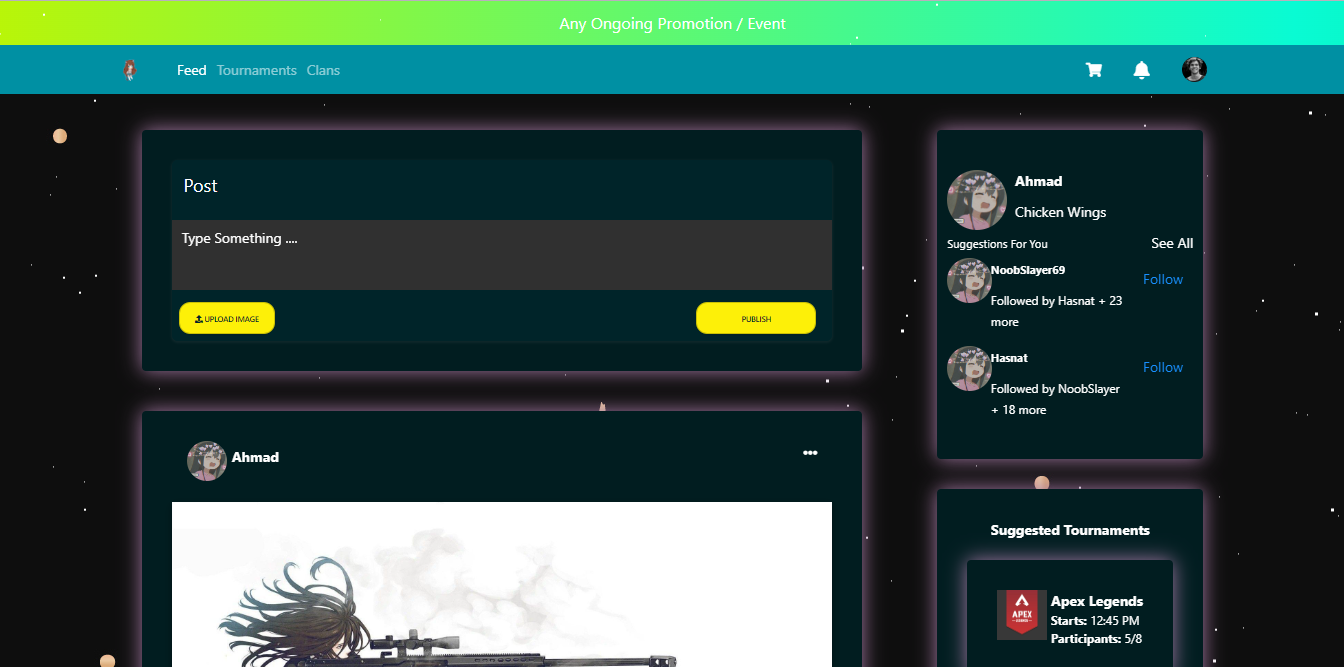 Any Ongoing Promotion / Event
Feed Tournaments Clans
Post
Type Something ....
UPLOAD IMAGE
PUBLISH
Ahmad
Chicken Wings
Suggestions For You
See All
NoobSlayer69
Followed by Hasnat + 23
more
Follow
Hasnat
Followed by NoobSlayer
+ 18 more
Follow
Ahmad
Suggested Tournaments
APEX
Apex Legends
Starts: 12:45 PM
Participants: 5/8